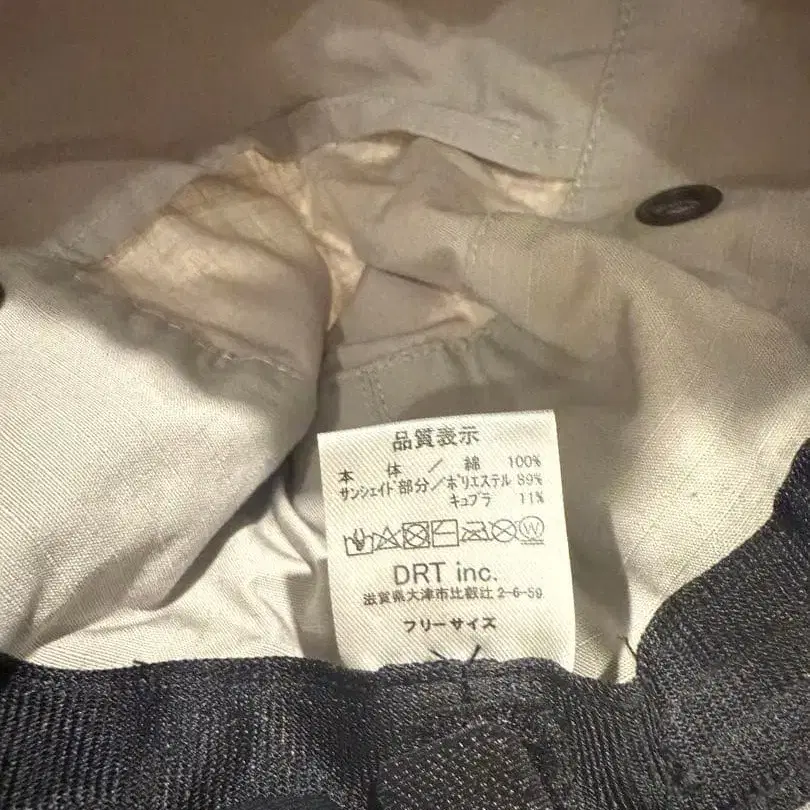 品質表示
本 体 ／ 綿 100%
サンシェイド部分／ポリエステル 89%
キュプラ 11%
DRT inc.
滋賀県大津市比叡辻 2-6-59
フリーサイズ